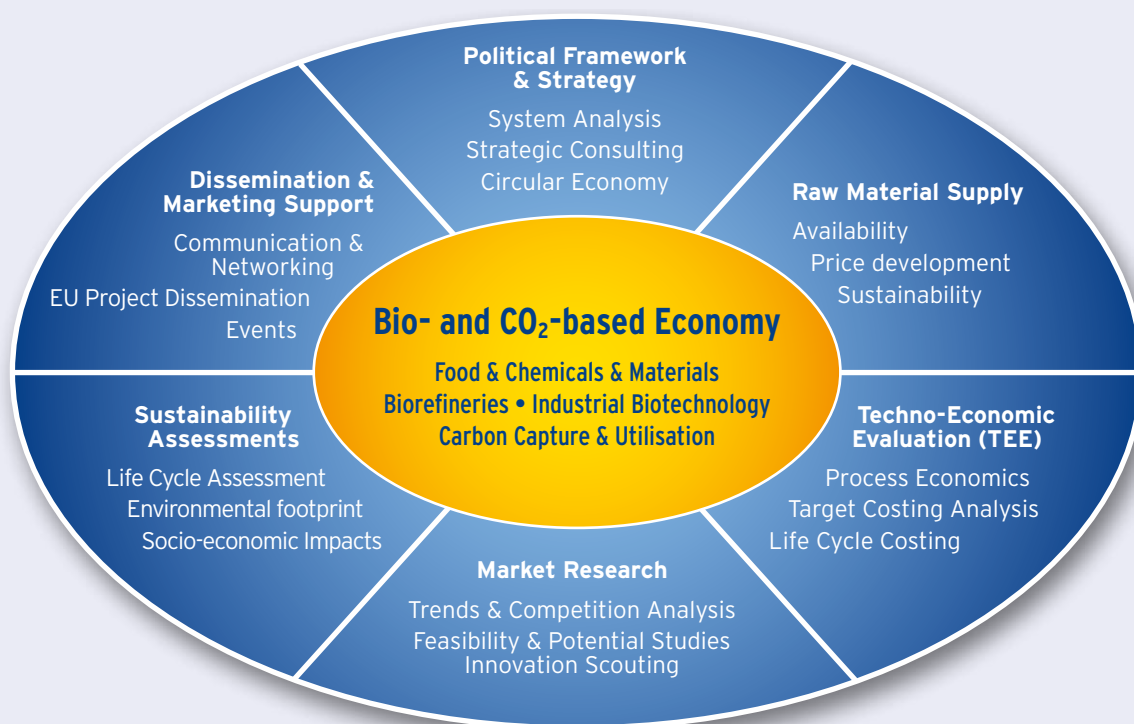 Political Framework
& Strategy
System Analysis
Strategic Consulting
Circular Economy
Raw Material Supply
Availability
Price development
Sustainability
Techno-Economic
Evaluation (TEE)
Process Economics
Target Costing Analysis
Life Cycle Costing
Market Research
Trends & Competition Analysis
Feasibility & Potential Studies
Innovation Scouting
Sustainability
Assessments
Life Cycle Assessment
Environmental footprint
Socio-economic Impacts
Dissemination &
Marketing Support
Communication &
Networking
EU Project Dissemination
Events
Bio- and CO₂-based Economy
Food & Chemicals & Materials
Biorefineries • Industrial Biotechnology
Carbon Capture & Utilisation